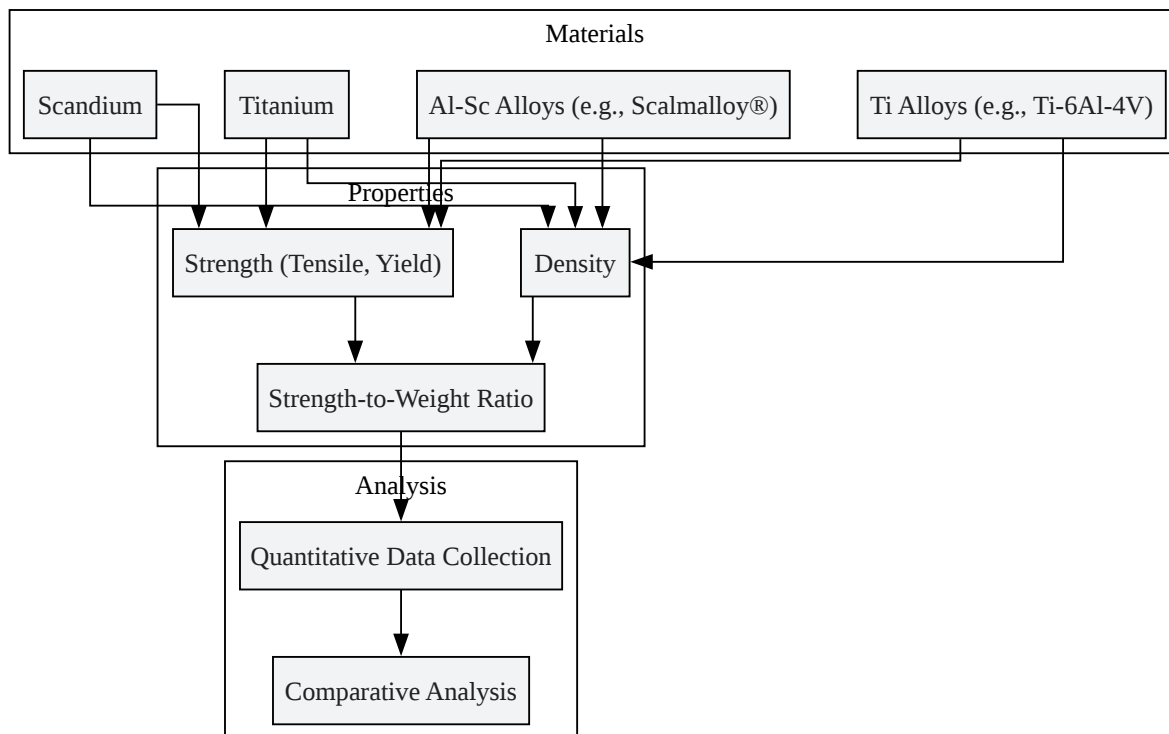 Materials
Scandium
Titanium
Al-Sc Alloys (e.g., Scalmalloy®)
Ti Alloys (e.g., Ti-6Al-4V)
Properties
Strength (Tensile, Yield)
Density
Strength-to-Weight Ratio
Analysis
Quantitative Data Collection
Comparative Analysis